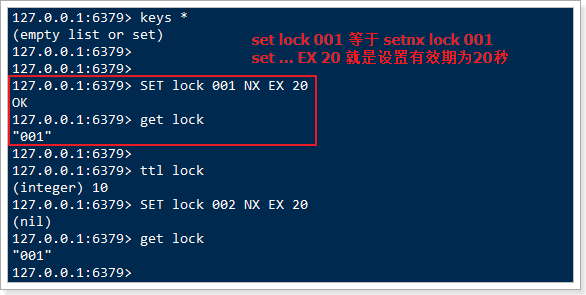 127.0.0.1:6379> keys *
(empty list or set)
127.0.0.1:6379>
set lock 001 等于 setnx lock 001
127.0.0.1:6379>
set ... EX 20 就是设置有效期为20秒
127.0.0.1:6379> SET lock 001 NX EX 20
OK
127.0.0.1:6379> get lock
"001"
127.0.0.1:6379>
127.0.0.1:6379> ttl lock
(integer) 10
127.0.0.1:6379> SET lock 002 NX EX 20
(nil)
127.0.0.1:6379> get lock
"001"
127.0.0.1:6379>